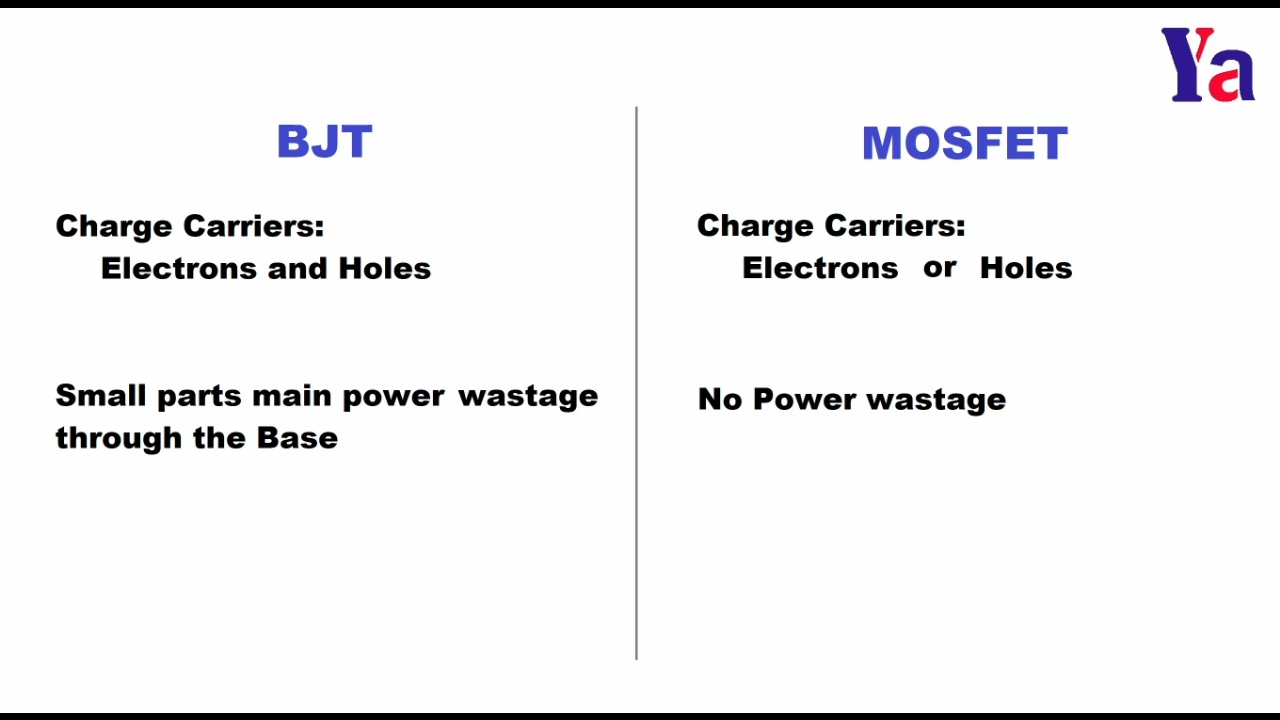 Ya
BJT
Charge Carriers:
Electrons and Holes
Small parts main power wastage
through the Base
MOSFET
Charge Carriers:
Electrons or Holes
No Power wastage